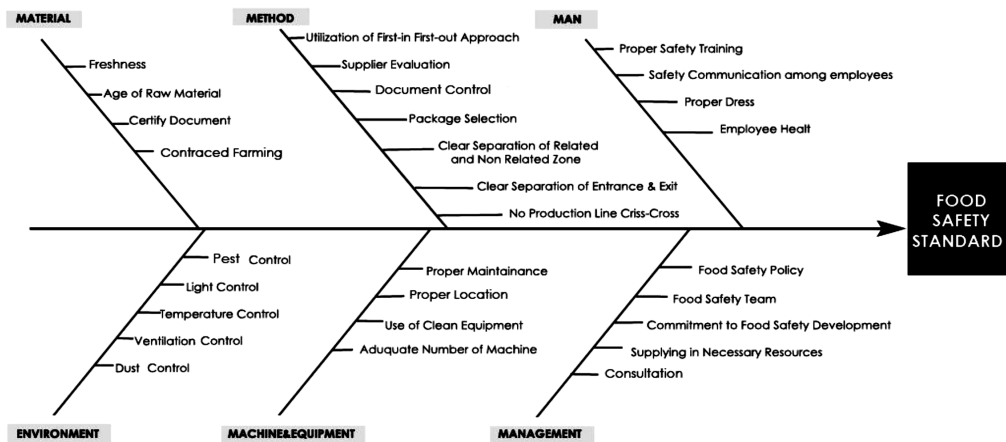 MATERIAL
Freshness
Age of Raw Material
Certify Document
Contraced Farming
METHOD
Utilization of First-in First-out Approach
Supplier Evaluation
Document Control
Package Selection
Clear Separation of Related
and Non Related Zone
Clear Separation of Entrance & Exit
No Production Line Criss-Cross
MAN
Proper Safety Training
Safety Communication among employees
Proper Dress
Employee Healt
FOOD
SAFETY
STANDARD
Pest Control
Light Control
Temperature Control
Ventilation Control
Dust Control
ENVIRONMENT
Proper Maintainance
Proper Location
Use of Clean Equipment
Aduquate Number of Machine
MACHINE&EQUIPMENT
Food Safety Policy
Food Safety Team
Commitment to Food Safety Development
Supplying in Necessary Resources
Consultation
MANAGEMENT